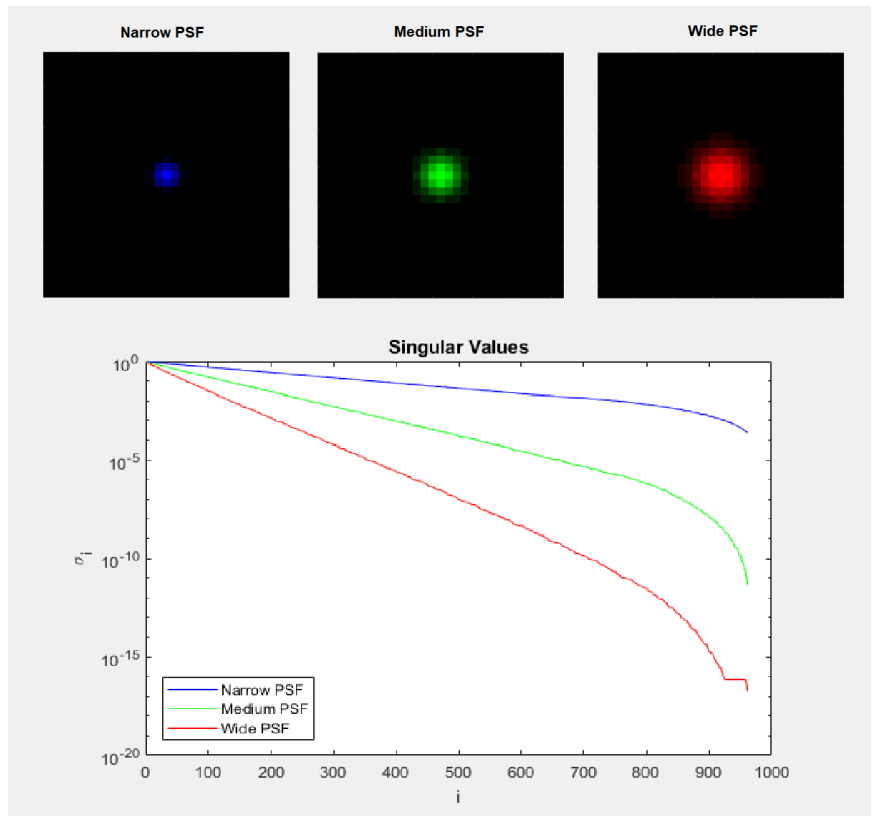 Narrow PSF Medium PSF Wide PSF
Singular Values
10^0
10^-5
10^-10
10^-15
10^-20
σ_i
Narrow PSF
Medium PSF
Wide PSF
0 100 200 300 400 500 600 700 800 900 1000
i